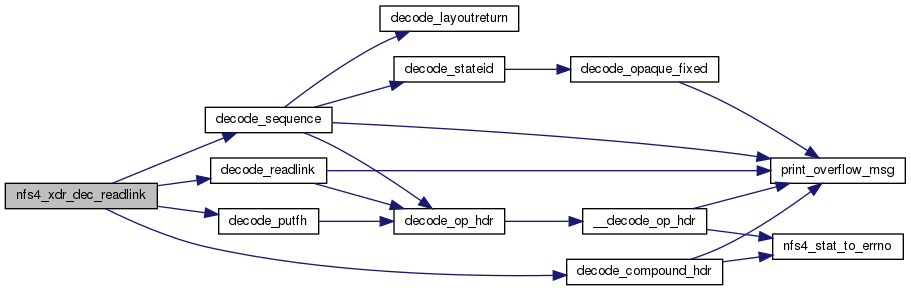 decode_layoutreturn
decode_stateid
decode_opaque_fixed
decode_sequence
decode_readlink
print_overflow_msg
nfs4_xdr_dec_readlink
decode_putfh
decode_op_hdr
__decode_op_hdr
nfs4_stat_to_errno
decode_compound_hdr